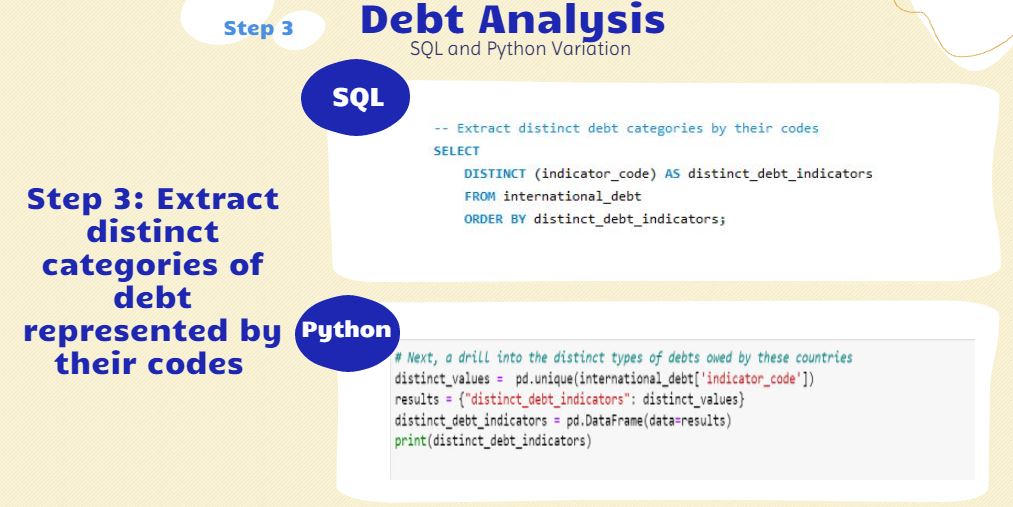 Step 3
Debt Analysis
SQL and Python Variation
SQL
-- Extract distinct debt categories by their codes
SELECT
DISTINCT (indicator_code) AS distinct_debt_indicators
FROM international_debt
ORDER BY distinct_debt_indicators;
Step 3: Extract
distinct
categories of
debt
represented by
their codes
Python
# Next, a drill into the distinct types of debts owed by these countries
distinct_values = pd.unique(international_debt['indicator_code'])
results = {"distinct_debt_indicators": distinct_values}
distinct_debt_indicators = pd.DataFrame(data=results)
print(distinct_debt_indicators)